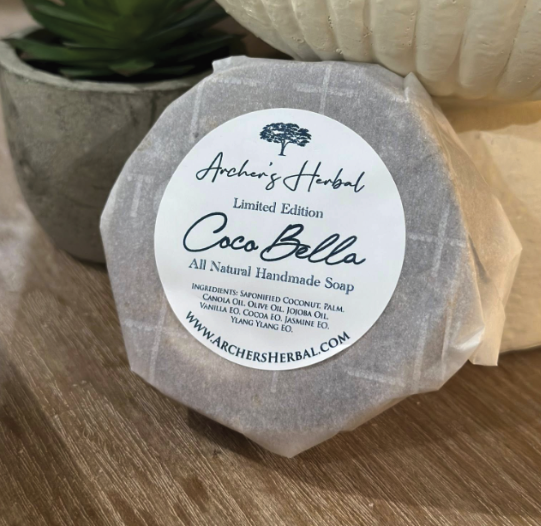 Archer's Herbal
Limited Edition
Coco Bella
All Natural Handmade Soap
Ingredients: Saponified Coconut, Palm,
Canola Oil, Olive Oil, Jojoba Oil,
Vanilla EO, Cocoa EO, Jasmine EO,
Ylang Ylang EO.
www.ArchersHerbal.com